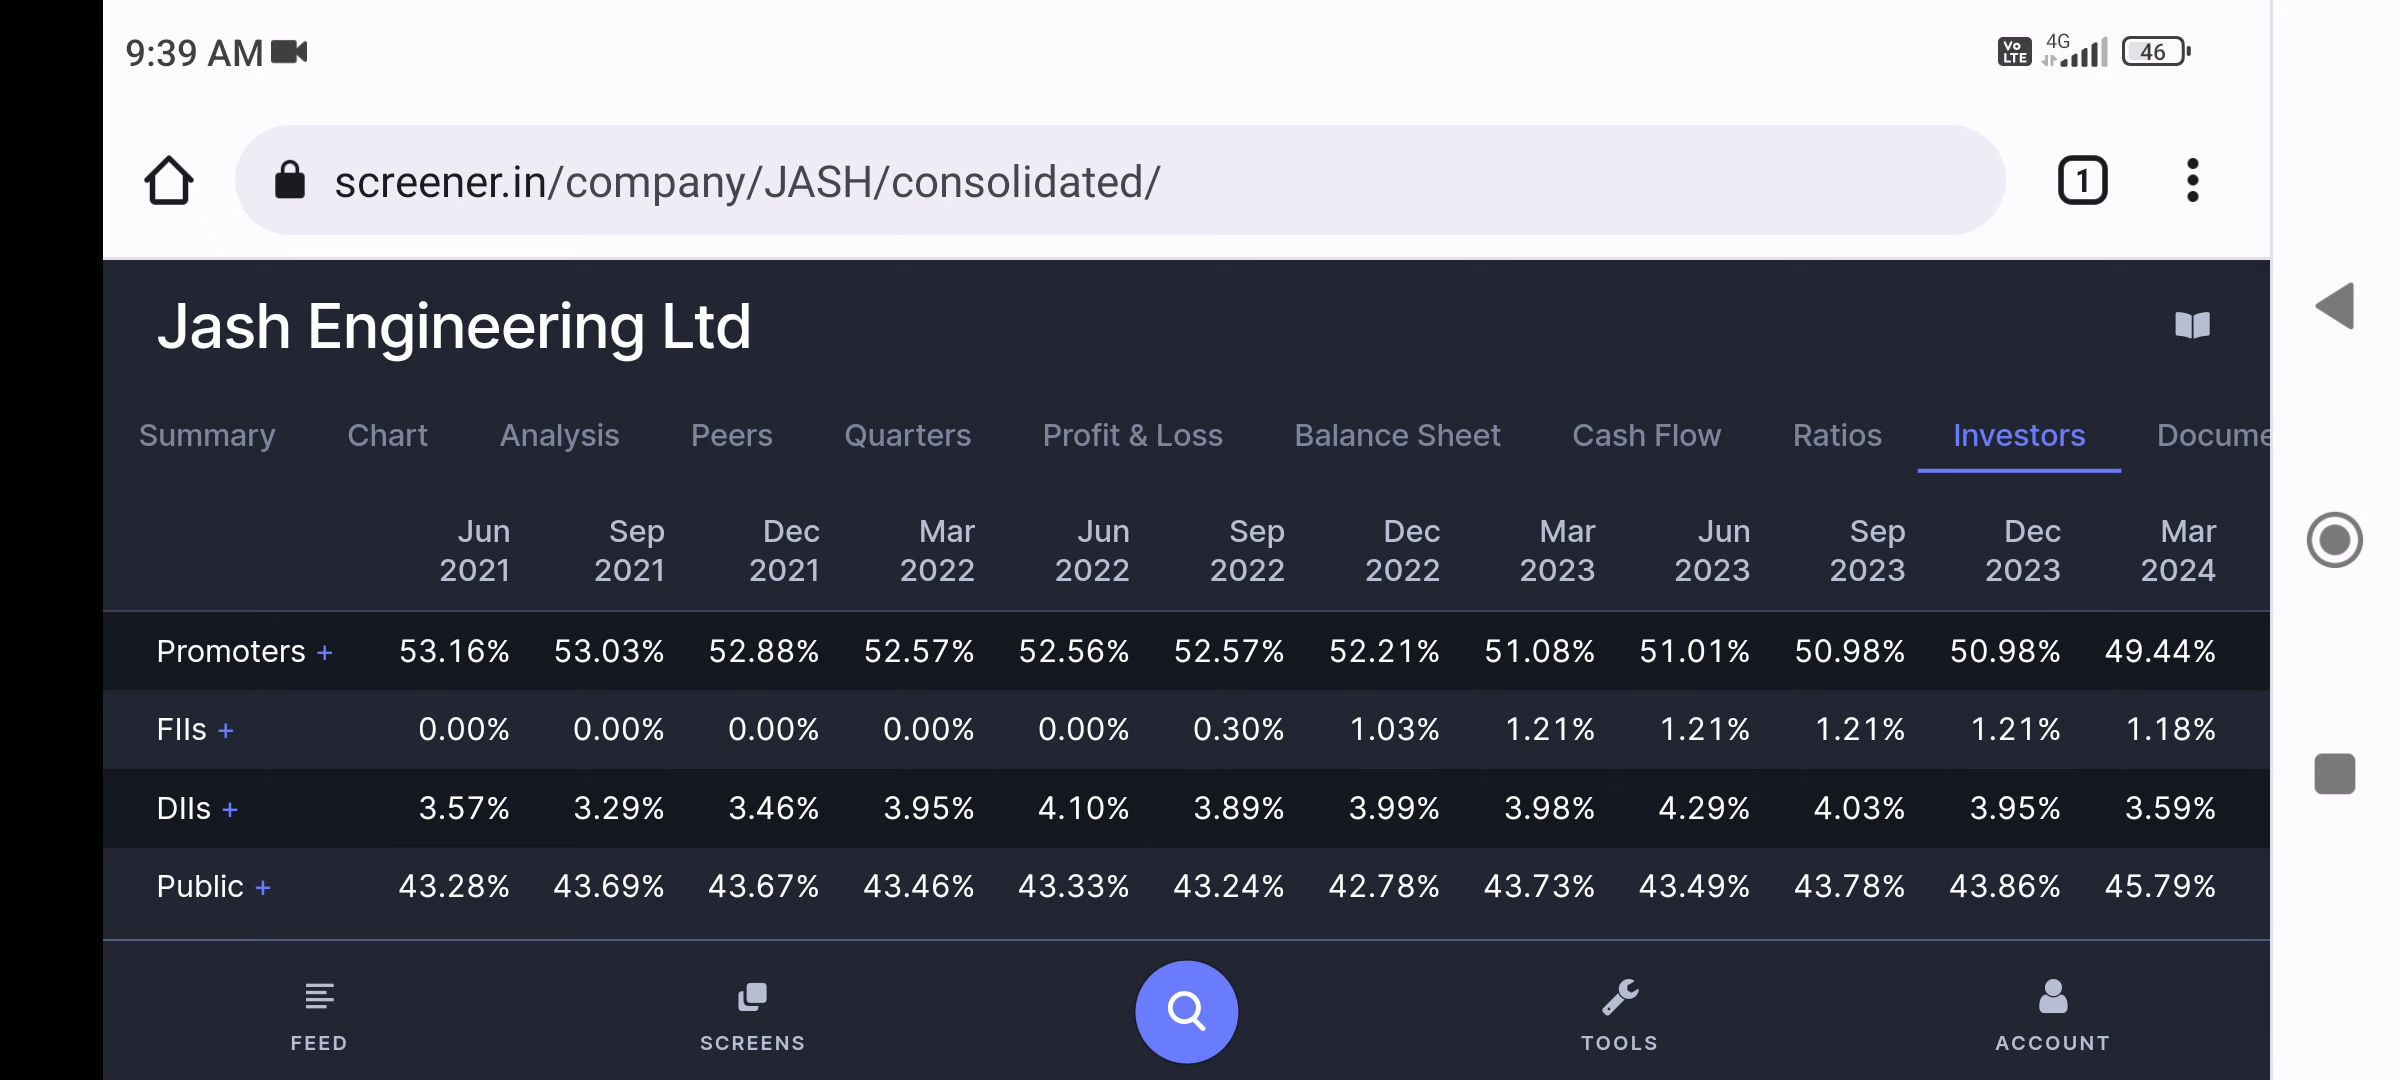 9:39 AM
Vo LTE 4G 46
screener.in/company/JASH/consolidated/
1
Jash Engineering Ltd
Summary Chart Analysis Peers Quarters Profit & Loss Balance Sheet Cash Flow Ratios Investors Docume
Jun 2021 Sep 2021 Dec 2021 Mar 2022 Jun 2022 Sep 2022 Dec 2022 Mar 2023 Jun 2023 Sep 2023 Dec 2023 Mar 2024
Promoters + 53.16% 53.03% 52.88% 52.57% 52.56% 52.57% 52.21% 51.08% 51.01% 50.98% 50.98% 49.44%
FIIs + 0.00% 0.00% 0.00% 0.00% 0.00% 0.30% 1.03% 1.21% 1.21% 1.21% 1.21% 1.18%
DIIs + 3.57% 3.29% 3.46% 3.95% 4.10% 3.89% 3.99% 3.98% 4.29% 4.03% 3.95% 3.59%
Public + 43.28% 43.69% 43.67% 43.46% 43.33% 43.24% 42.78% 43.73% 43.49% 43.78% 43.86% 45.79%
FEED SCREENS TOOLS ACCOUNT